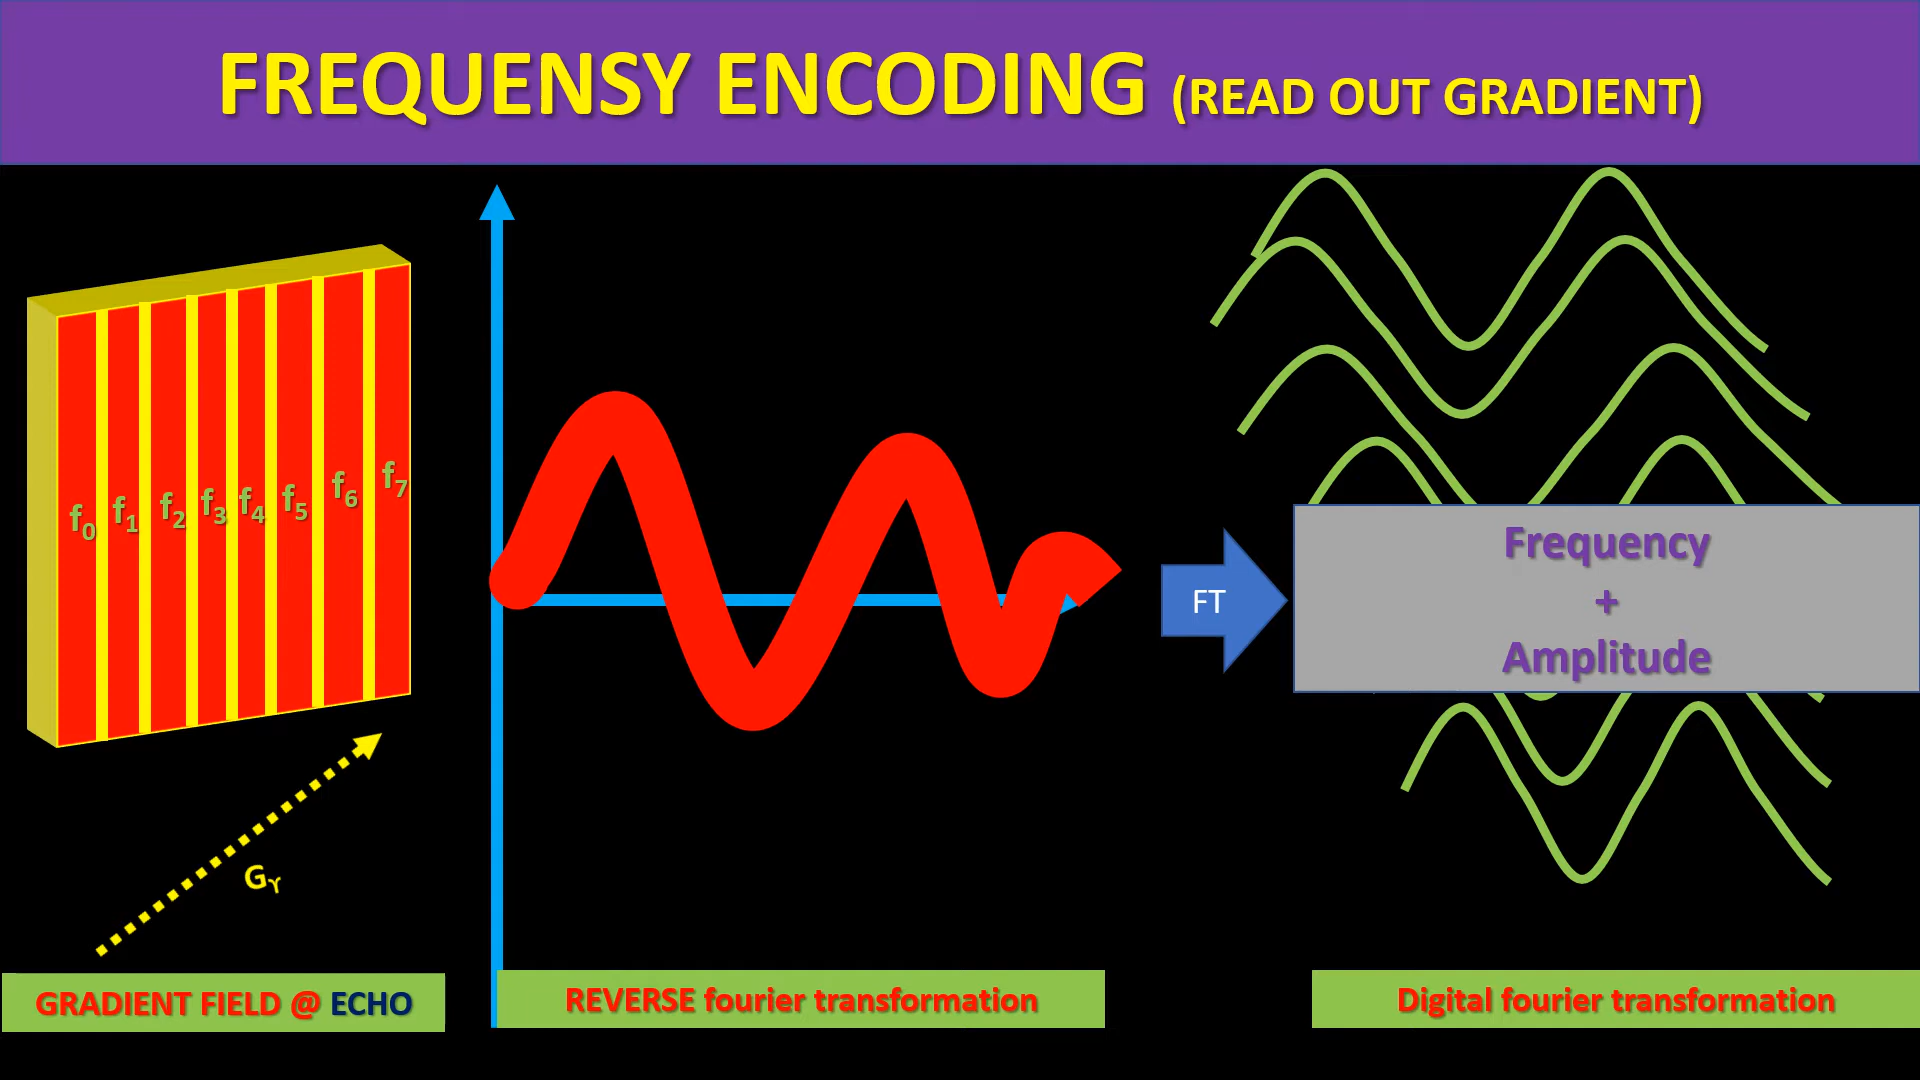 FREQUENSY ENCODING (READ OUT GRADIENT)
f0 f1 f2 f3 f4 f5 f6 f7
Gγ
FT
Frequency
+
Amplitude
GRADIENT FIELD @ ECHO
REVERSE fourier transformation
Digital fourier transformation